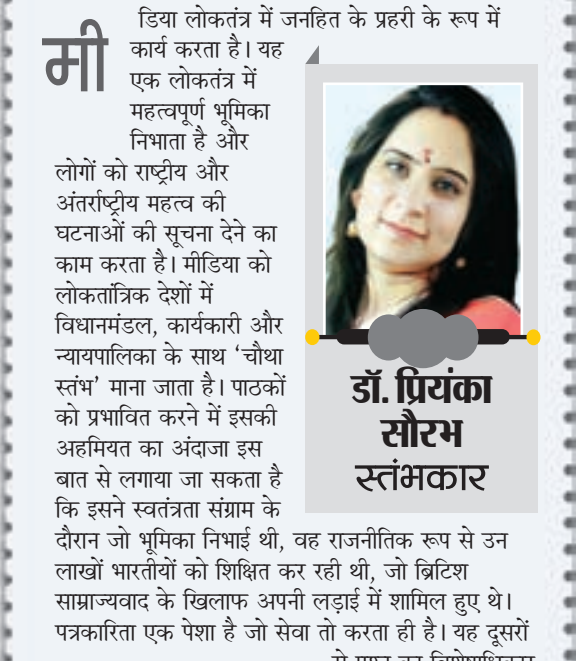 मीडिया लोकतंत्र में जनहित के प्रहरी के रूप में
कार्य करता है। यह
एक लोकतंत्र में
महत्वपूर्ण भूमिका
निभाता है और
लोगों को राष्ट्रीय और
अंतर्राष्ट्रीय महत्व की
घटनाओं की सूचना देने का
काम करता है। मीडिया को
लोकतांत्रिक देशों में
विधानमंडल, कार्यकारी और
न्यायपालिका के साथ ‘चौथा
स्तंभ’ माना जाता है। पाठकों
को प्रभावित करने में इसकी
अहमियत का अंदाजा इस
बात से लगाया जा सकता है
कि इसने स्वतंत्रता संग्राम के
दौरान जो भूमिका निभाई थी, वह राजनीतिक रूप से उन
लाखों भारतीयों को शिक्षित कर रही थी, जो ब्रिटिश
साम्राज्यवाद के खिलाफ अपनी लड़ाई में शामिल हुए थे।
पत्रकारिता एक पेशा है जो सेवा तो करता ही है। यह दूसरों
डॉ. प्रियंका
सौरभ
स्तंभकार